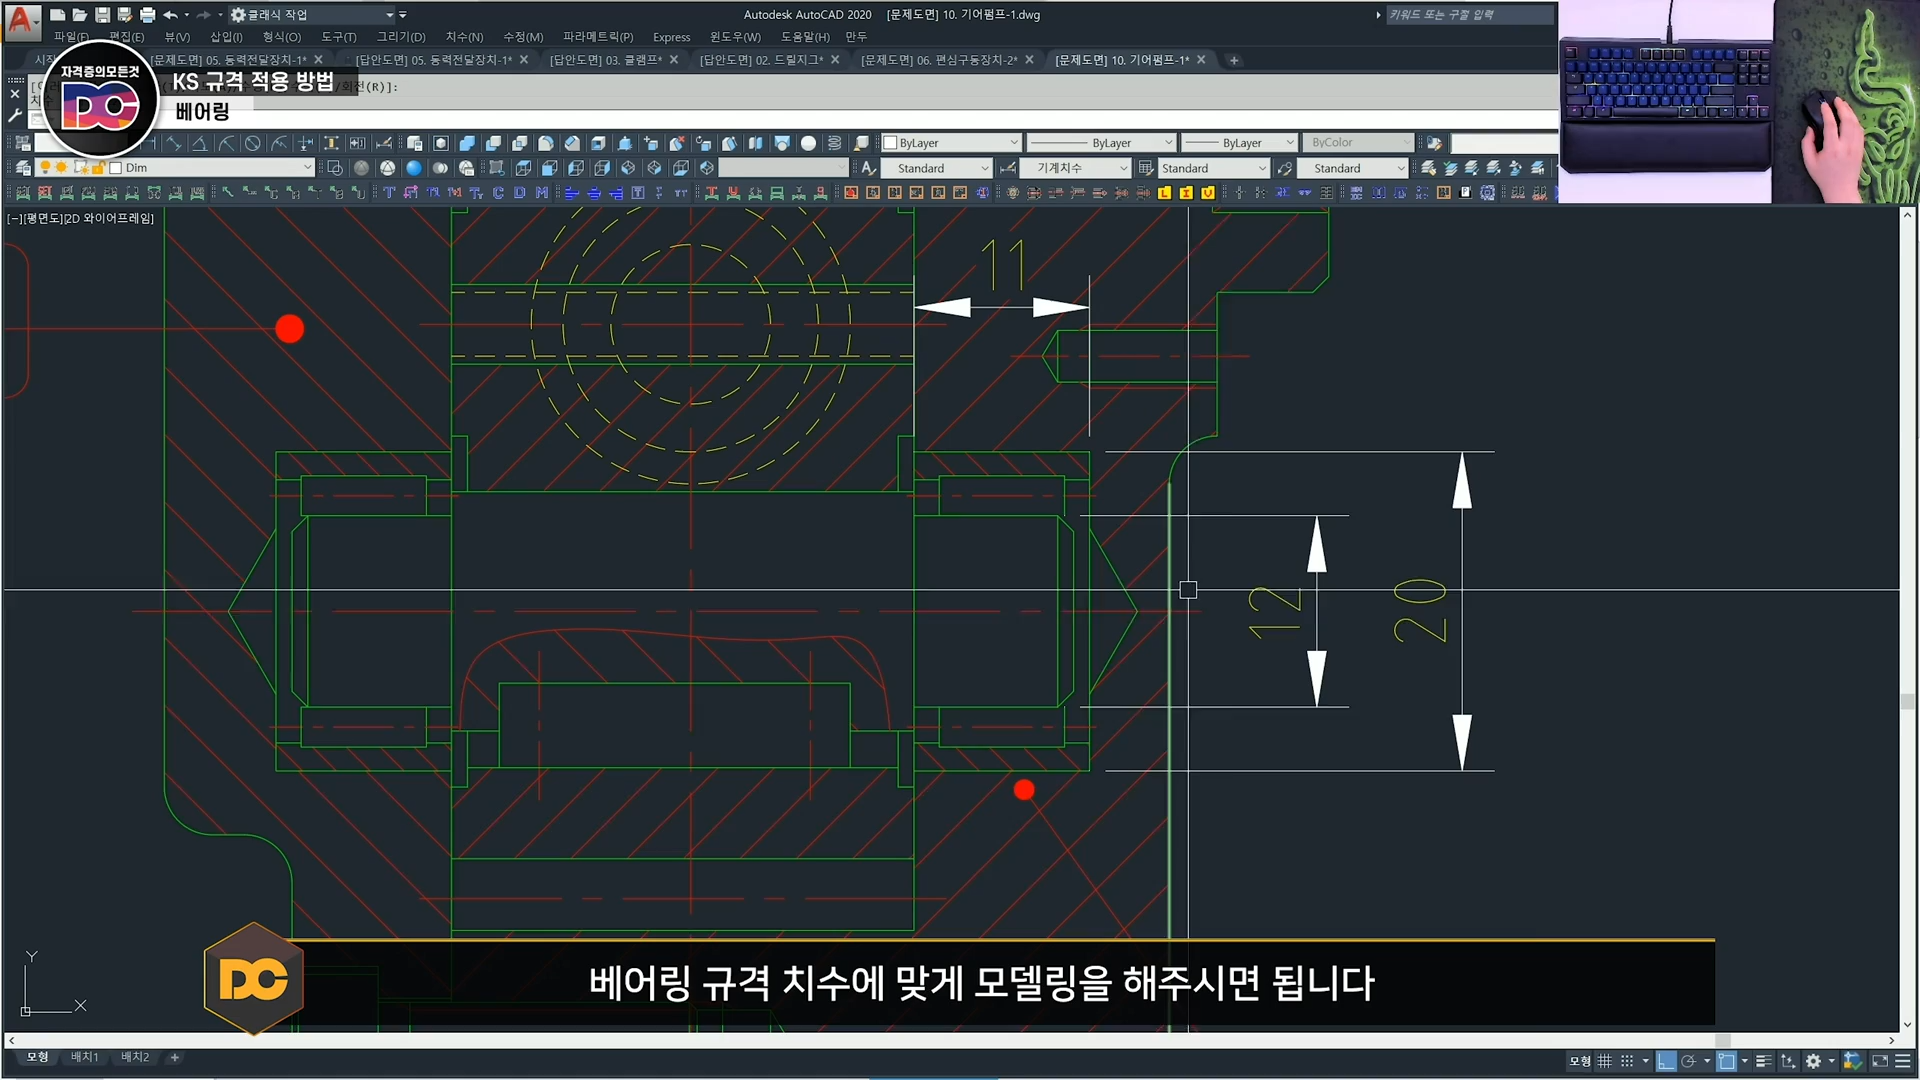 클래식 작업
Autodesk AutoCAD 2020 [문제도면] 10. 기어펌프-1.dwg
키워드 또는 구절 입력
파일(F) 편집(E) 뷰(V) 삽입(I) 형식(O) 도구(T) 그리기(D) 치수(N) 수정(M) 파라메트릭(P) Express 윈도우(W) 도움말(H) 만두
[문제도면] 05. 동력전달장치-1* [답안도면] 05. 동력전달장치-1* [답안도면] 03. 클램프* [답안도면] 02. 드릴지그* [문제도면] 06. 편심구동장치-2* [문제도면] 10. 기어펌프-1*
자격증의모든것
DC
KS 규격 적용 방법
베어링
/회전(R)]:
ByLayer ByLayer ByLayer ByColor
Dim Standard 기계치수 Standard Standard
[−][평면도][2D 와이어프레임]
11
12
20
Y
X
DC
베어링 규격 치수에 맞게 모델링을 해주시면 됩니다
모형 배치1 배치2
모형